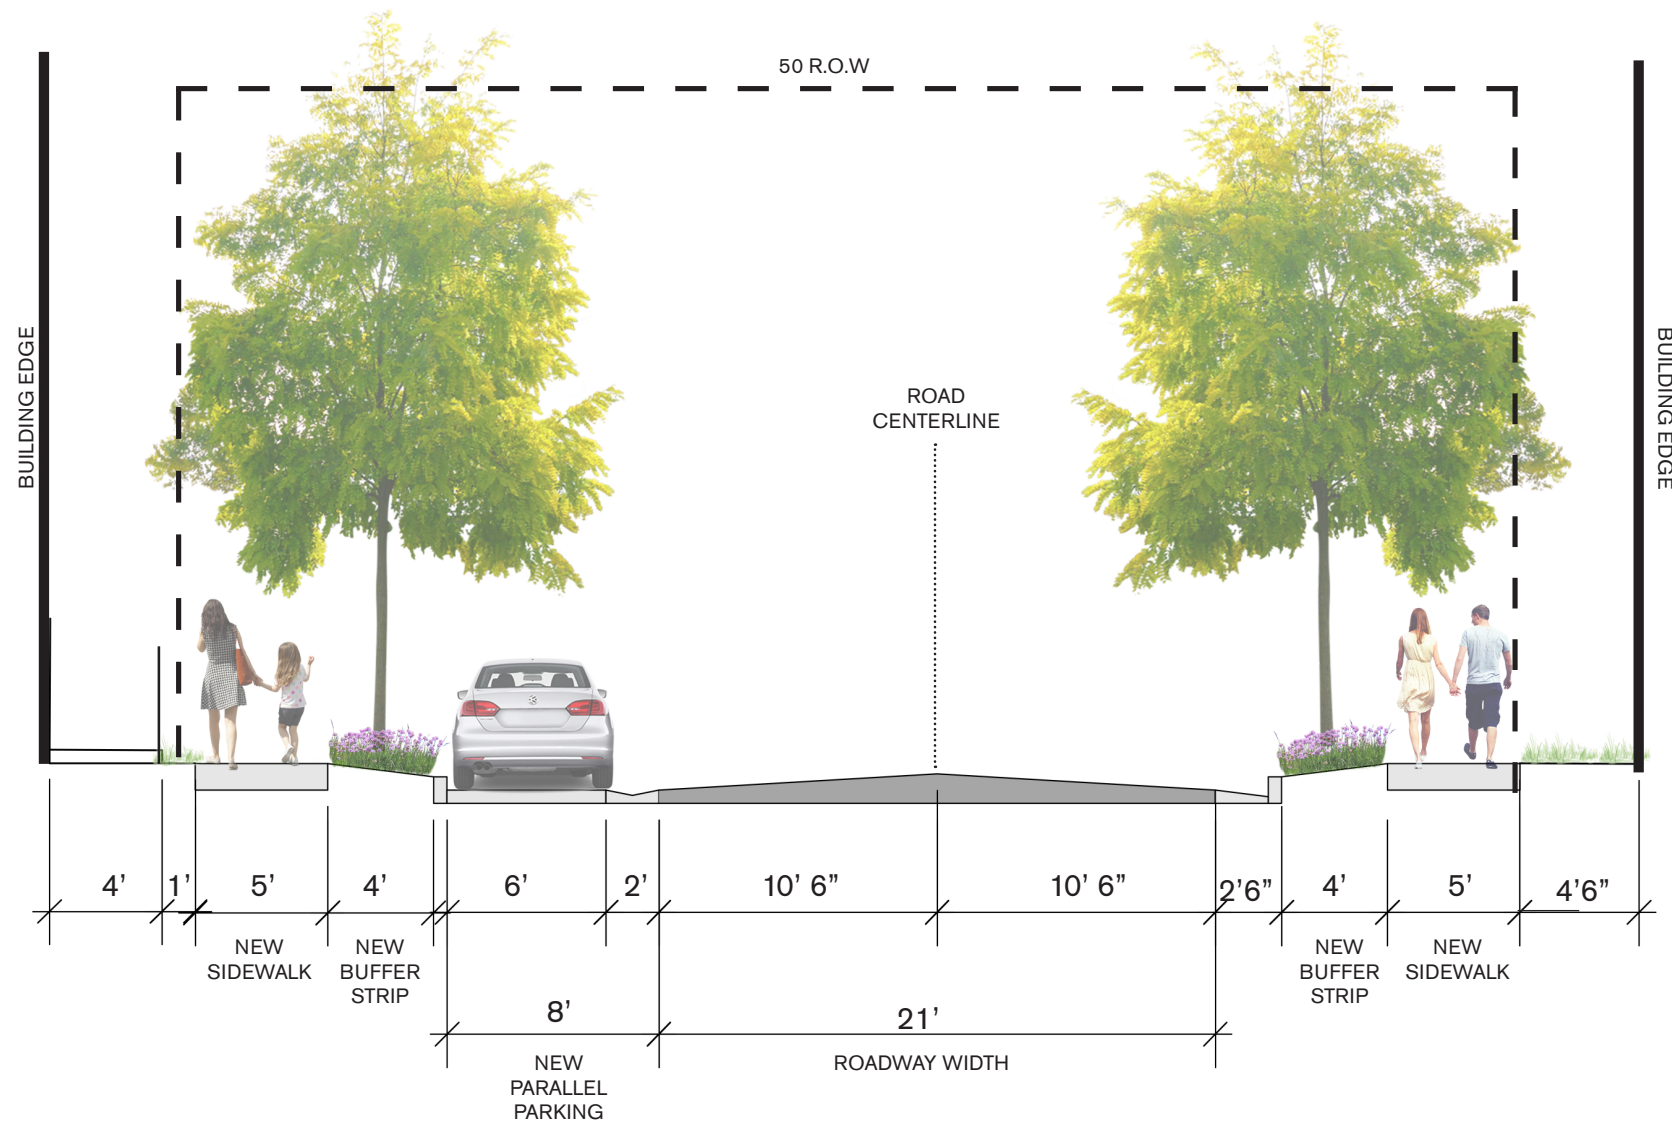 50 R.O.W
BUILDING EDGE
BUILDING EDGE
ROAD
CENTERLINE
4’
1’
5’
4’
6’
2’
10’ 6”
10’ 6”
2’6”
4’
5’
4’6”
NEW
SIDEWALK
NEW
BUFFER
STRIP
NEW
BUFFER
STRIP
NEW
SIDEWALK
8’
21’
NEW
PARALLEL
PARKING
ROADWAY WIDTH